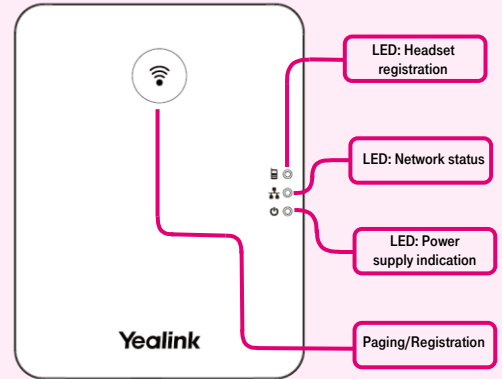 LED: Headset
registration
LED: Network status
LED: Power
supply indication
Paging/Registration
Yealink